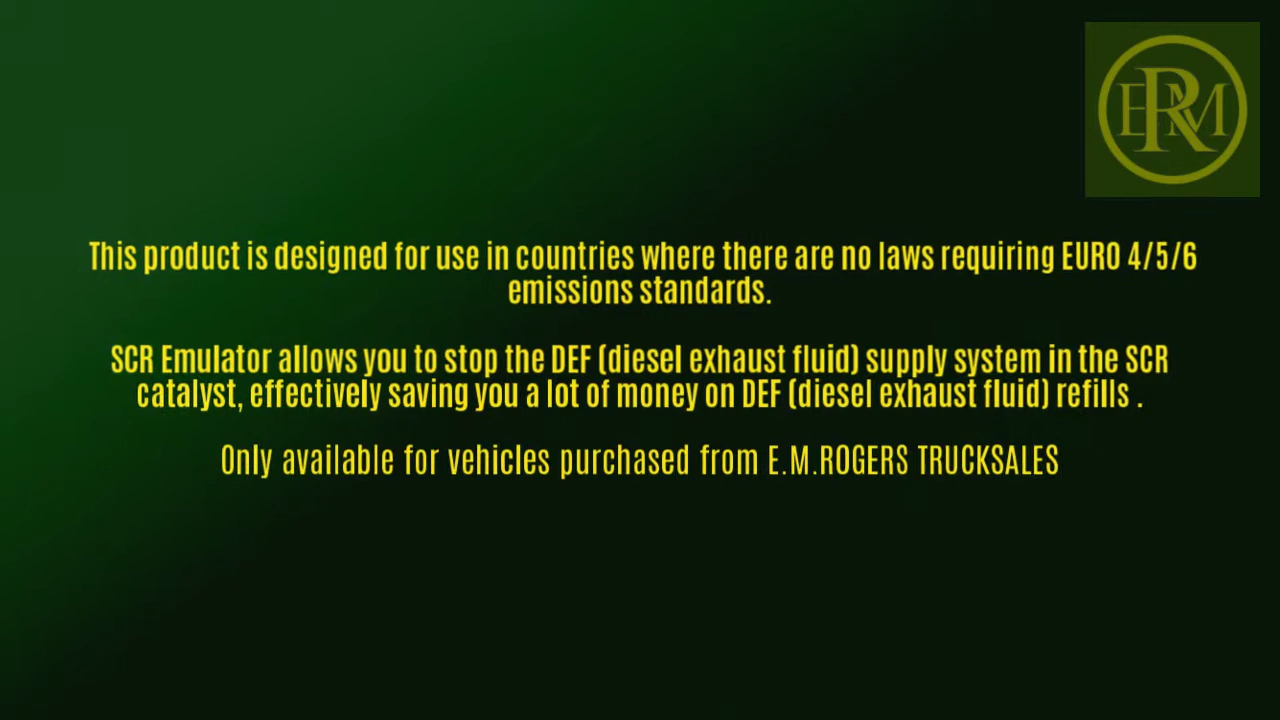 ERM
This product is designed for use in countries where there are no laws requiring EURO 4/5/6
emissions standards.
SCR Emulator allows you to stop the DEF (diesel exhaust fluid) supply system in the SCR
catalyst, effectively saving you a lot of money on DEF (diesel exhaust fluid) refills .
Only available for vehicles purchased from E.M.ROGERS TRUCKSALES